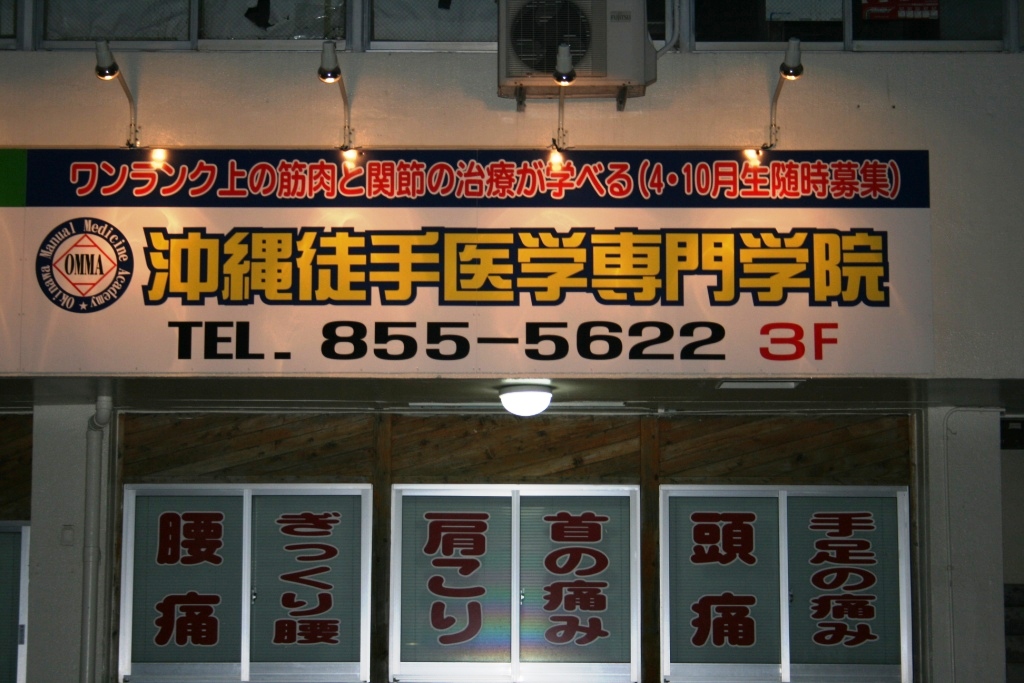 ワンランク上の筋肉と関節の治療が学べる(4・10月生随時募集)
Okinawa Manual Medicine Academy ★
OMMA
沖縄徒手医学専門学院
TEL. 855-5622 3F
腰痛
ぎっくり腰
肩こり
首の痛み
頭痛
手足の痛み